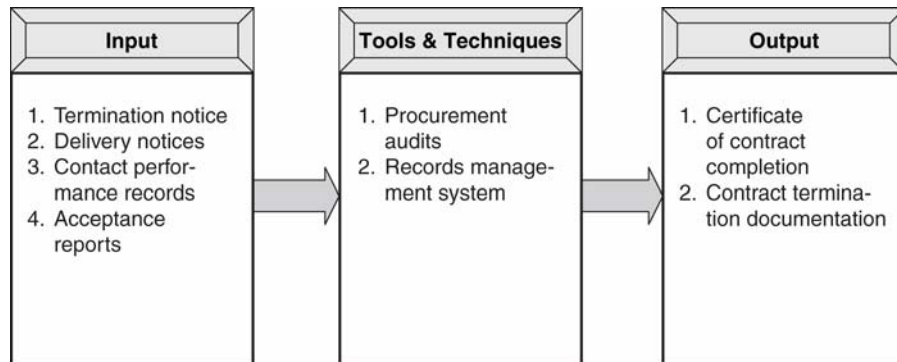 Input
1. Termination notice
2. Delivery notices
3. Contact perfor-
mance records
4. Acceptance
reports
Tools & Techniques
1. Procurement
audits
2. Records manage-
ment system
Output
1. Certificate
of contract
completion
2. Contract termina-
tion documentation